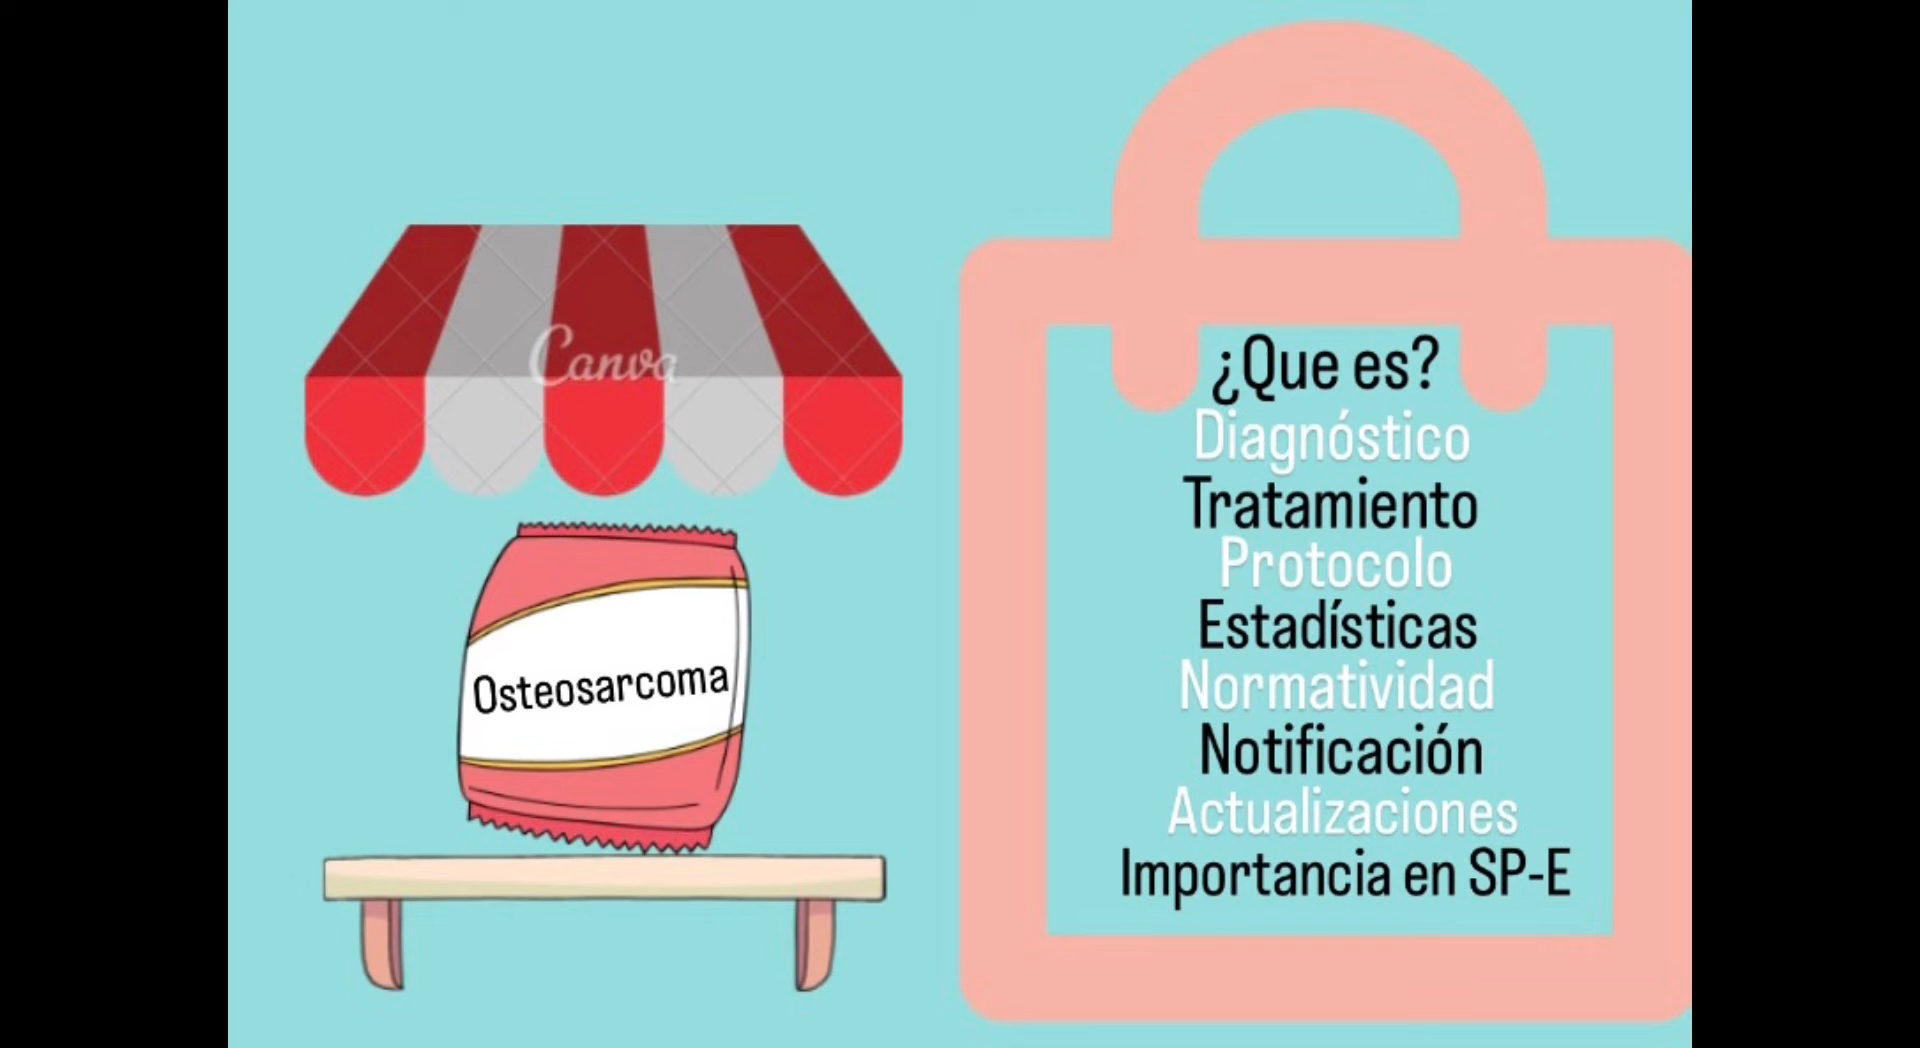 Canva
Osteosarcoma
¿Que es?
Diagnóstico
Tratamiento
Protocolo
Estadísticas
Normatividad
Notificación
Actualizaciones
Importancia en SP-E